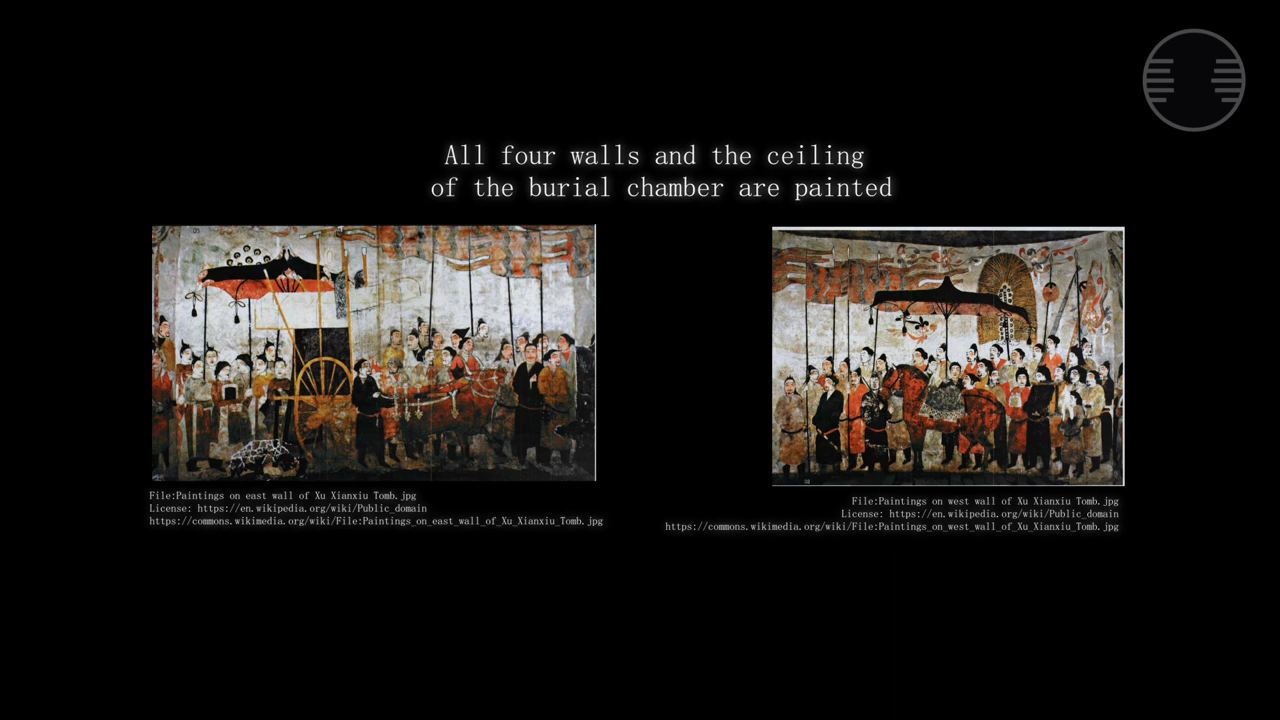 All four walls and the ceiling
of the burial chamber are painted
File:Paintings on east wall of Xu Xianxiu Tomb.jpg
License: https://en.wikipedia.org/wiki/Public_domain
https://commons.wikimedia.org/wiki/File:Paintings_on_east_wall_of_Xu_Xianxiu_Tomb.jpg
File:Paintings on west wall of Xu Xianxiu Tomb.jpg
License: https://en.wikipedia.org/wiki/Public_domain
https://commons.wikimedia.org/wiki/File:Paintings_on_west_wall_of_Xu_Xianxiu_Tomb.jpg